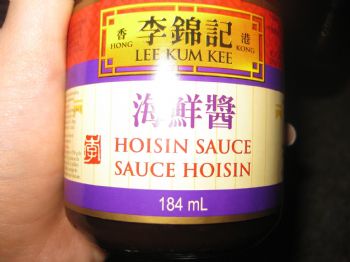 香 李錦記 港
HONG KONG
LEE KUM KEE
海鮮醬
李
HOISIN SAUCE
SAUCE HOISIN
184 mL